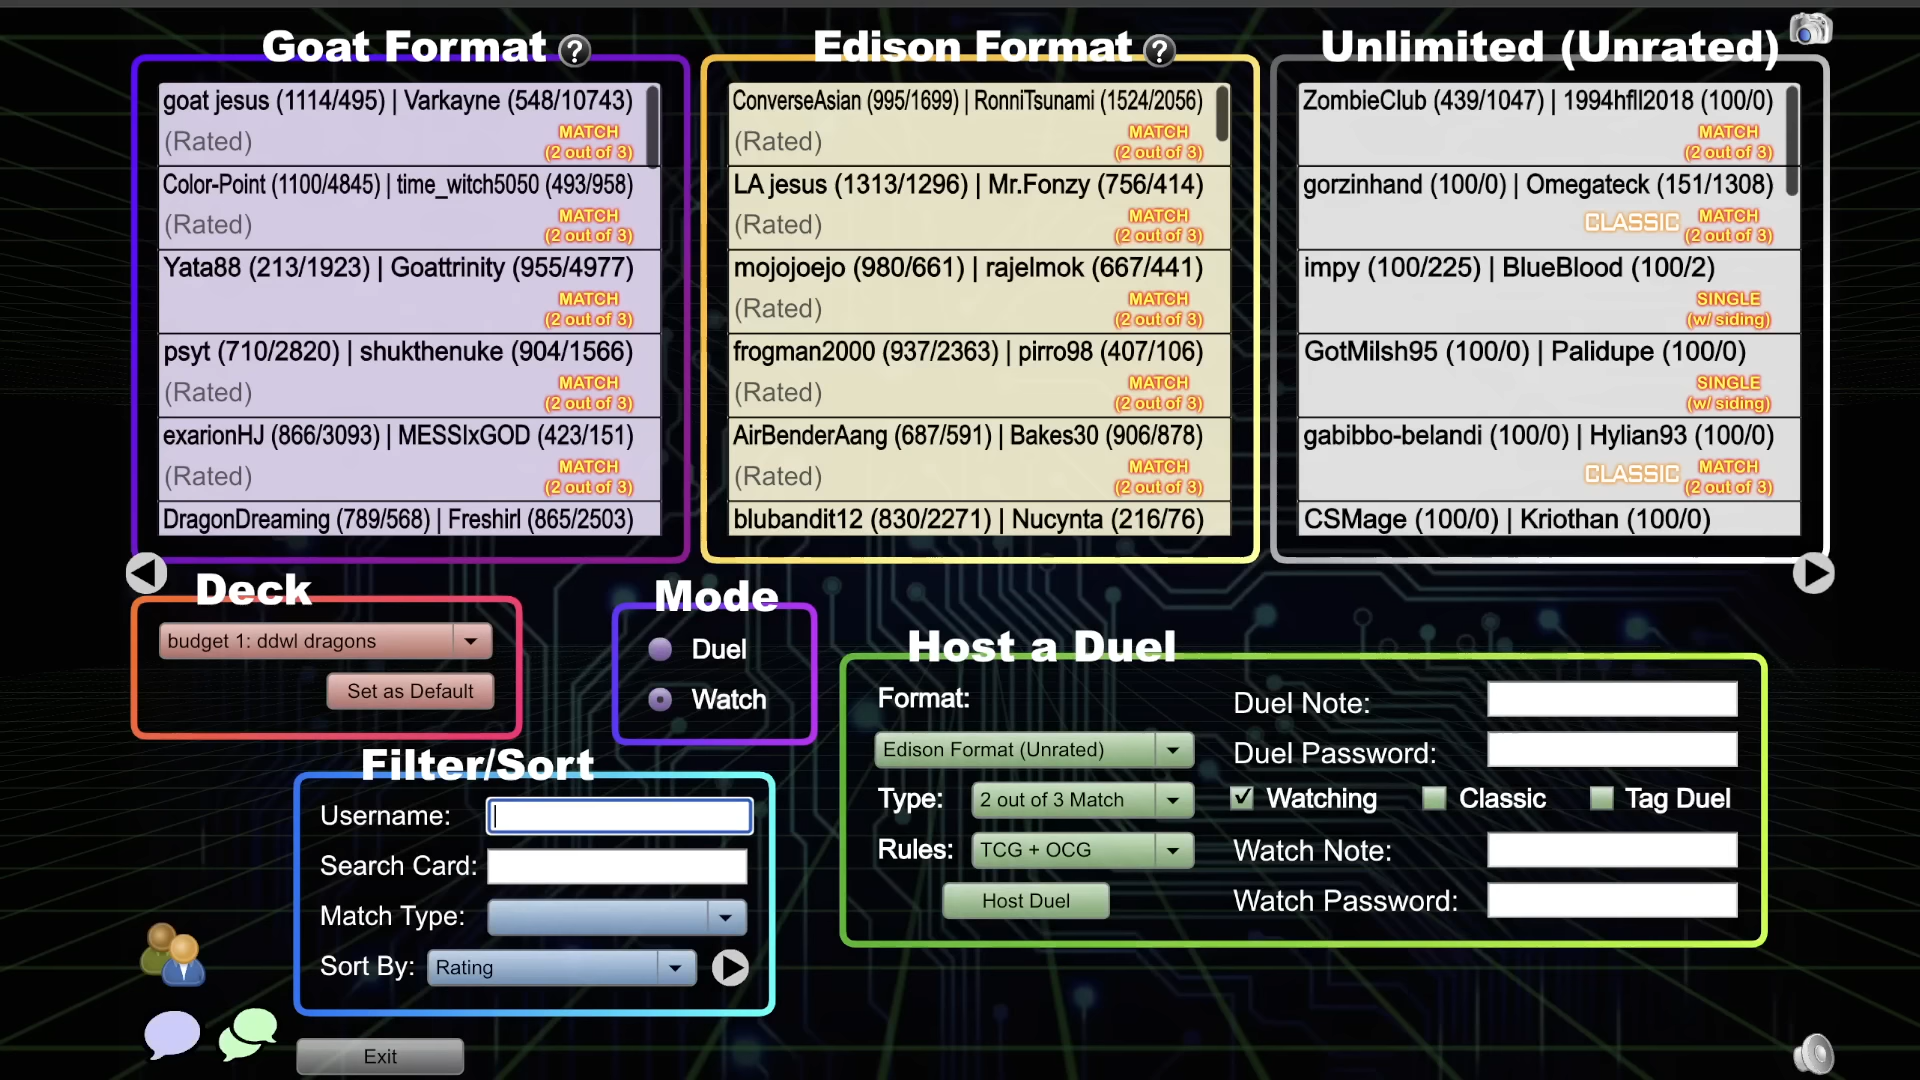 Goat Format ?
goat jesus (1114/495) | Varkayne (548/10743)
(Rated)
MATCH
(2 out of 3)
Color-Point (1100/4845) | time_witch5050 (493/958)
(Rated)
MATCH
(2 out of 3)
Yata88 (213/1923) | Goattrinity (955/4977)
MATCH
(2 out of 3)
psyt (710/2820) | shukthenuke (904/1566)
(Rated)
MATCH
(2 out of 3)
exarionHJ (866/3093) | MESSIxGOD (423/151)
(Rated)
MATCH
(2 out of 3)
DragonDreaming (789/568) | Freshirl (865/2503)
Edison Format ?
ConverseAsian (995/1699) | RonniTsunami (1524/2056)
(Rated)
MATCH
(2 out of 3)
LA jesus (1313/1296) | Mr.Fonzy (756/414)
(Rated)
MATCH
(2 out of 3)
mojojoejo (980/661) | rajelmok (667/441)
(Rated)
MATCH
(2 out of 3)
frogman2000 (937/2363) | pirro98 (407/106)
(Rated)
MATCH
(2 out of 3)
AirBenderAang (687/591) | Bakes30 (906/878)
(Rated)
MATCH
(2 out of 3)
blubandit12 (830/2271) | Nucynta (216/76)
Unlimited (Unrated)
ZombieClub (439/1047) | 1994hfll2018 (100/0)
MATCH
(2 out of 3)
gorzinhand (100/0) | Omegateck (151/1308)
CLASSIC MATCH
(2 out of 3)
impy (100/225) | BlueBlood (100/2)
SINGLE
(w/ siding)
GotMilsh95 (100/0) | Palidupe (100/0)
SINGLE
(w/ siding)
gabibbo-belandi (100/0) | Hylian93 (100/0)
CLASSIC MATCH
(2 out of 3)
CSMage (100/0) | Kriothan (100/0)
Deck
budget 1: ddwl dragons
Set as Default
Mode
Duel
Watch
Filter/Sort
Username:
Search Card:
Match Type:
Sort By: Rating
Exit
Host a Duel
Format:
Edison Format (Unrated)
Type: 2 out of 3 Match
Rules: TCG + OCG
Host Duel
Duel Note:
Duel Password:
Watching Classic Tag Duel
Watch Note:
Watch Password: